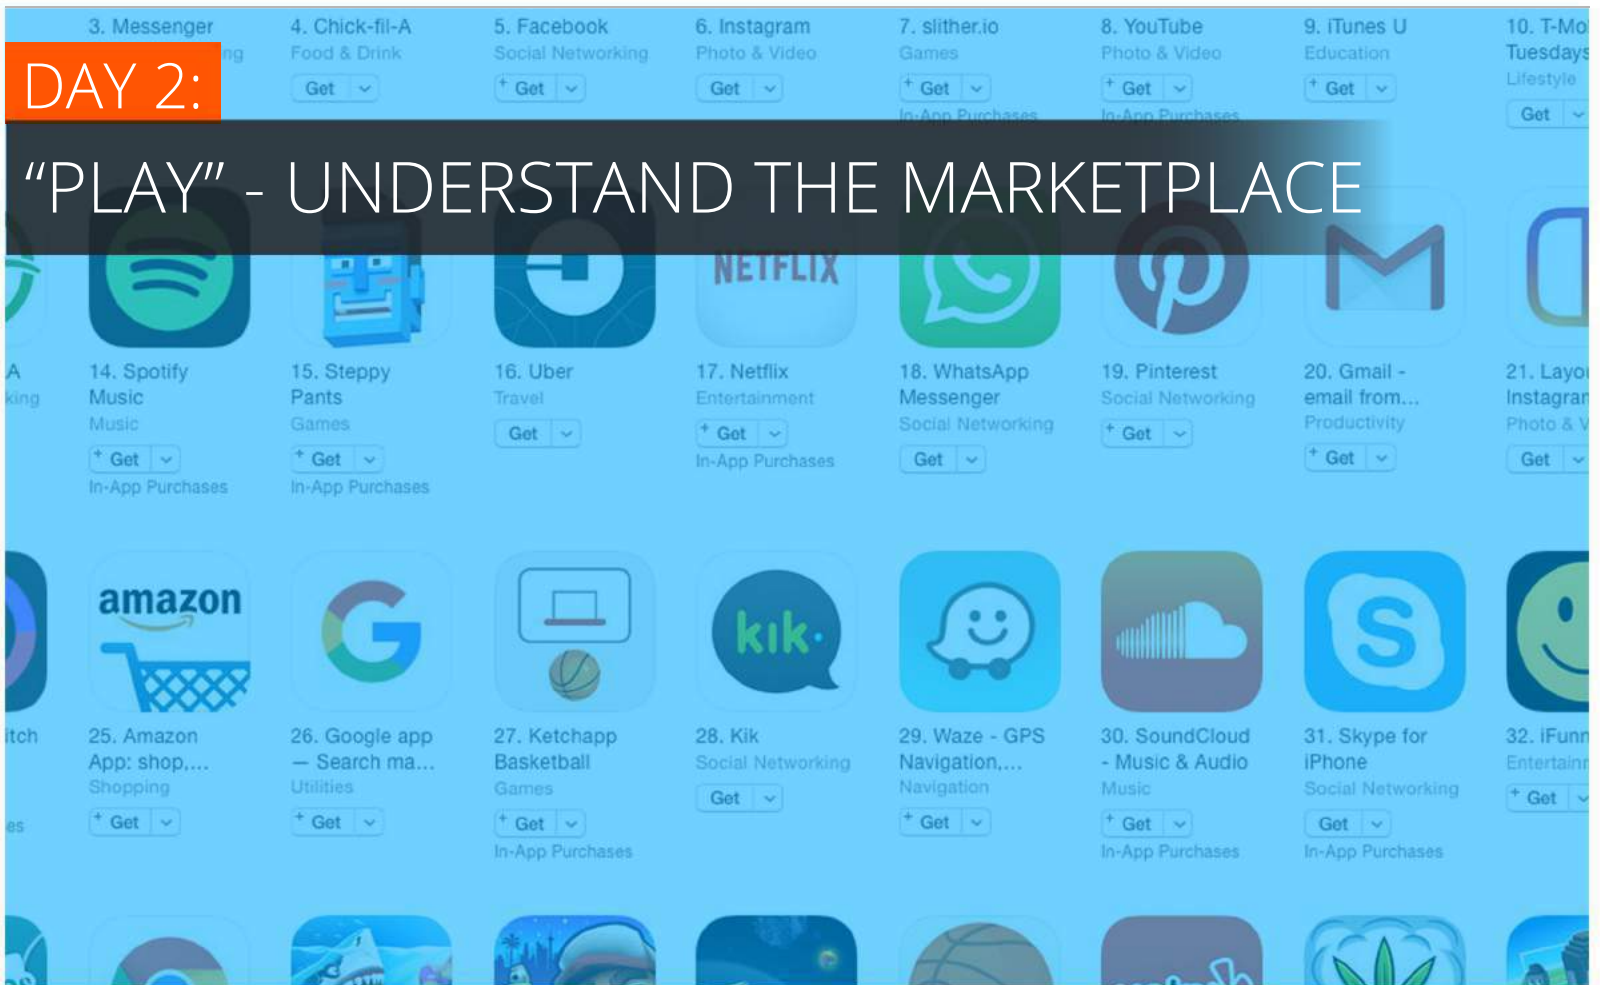 3. Messenger
4. Chick-fil-A
5. Facebook
6. Instagram
7. slither.io
8. YouTube
9. iTunes U
10. T-Mo
ng
Food & Drink
Social Networking
Photo & Video
Games
Photo & Video
Education
Tuesdays
Lifestyle
Get
+ Get
Get
+ Get
+ Get
+ Get
Get
In-App Purchases
In-App Purchases
DAY 2:
“PLAY” - UNDERSTAND THE MARKETPLACE
NETFLIX
A
king
14. Spotify
Music
Music
+ Get
In-App Purchases
15. Steppy
Pants
Games
+ Get
In-App Purchases
16. Uber
Travel
Get
17. Netflix
Entertainment
+ Get
In-App Purchases
18. WhatsApp
Messenger
Social Networking
Get
19. Pinterest
Social Networking
+ Get
20. Gmail -
email from...
Productivity
+ Get
21. Layou
Instagran
Photo & V
Get
amazon
G
kik
S
itch
es
25. Amazon
App: shop,...
Shopping
+ Get
26. Google app
— Search ma...
Utilities
+ Get
27. Ketchapp
Basketball
Games
+ Get
In-App Purchases
28. Kik
Social Networking
Get
29. Waze - GPS
Navigation,...
Navigation
+ Get
30. SoundCloud
- Music & Audio
Music
+ Get
In-App Purchases
31. Skype for
iPhone
Social Networking
Get
In-App Purchases
32. iFunn
Entertainn
+ Get